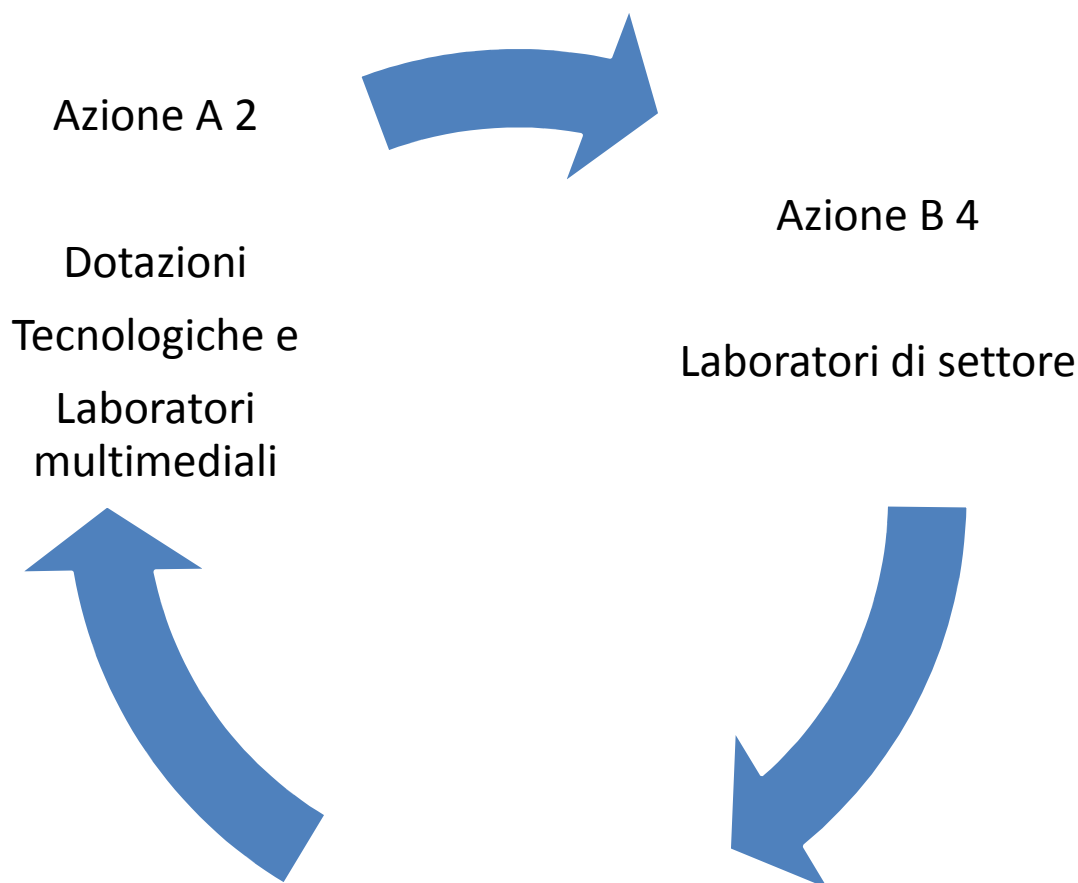 Azione A 2
Dotazioni
Tecnologiche e
Laboratori
multimediali
Azione B 4
Laboratori di settore